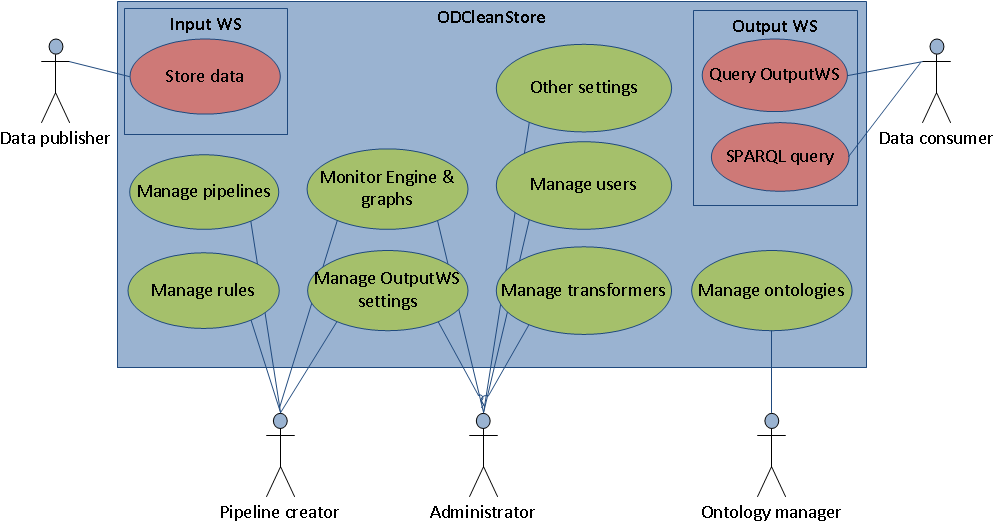 ODCleanStore
Input WS
Store data
Output WS
Query OutputWS
SPARQL query
Data publisher
Data consumer
Other settings
Manage pipelines
Monitor Engine &
graphs
Manage users
Manage rules
Manage OutputWS
settings
Manage transformers
Manage ontologies
Pipeline creator
Administrator
Ontology manager